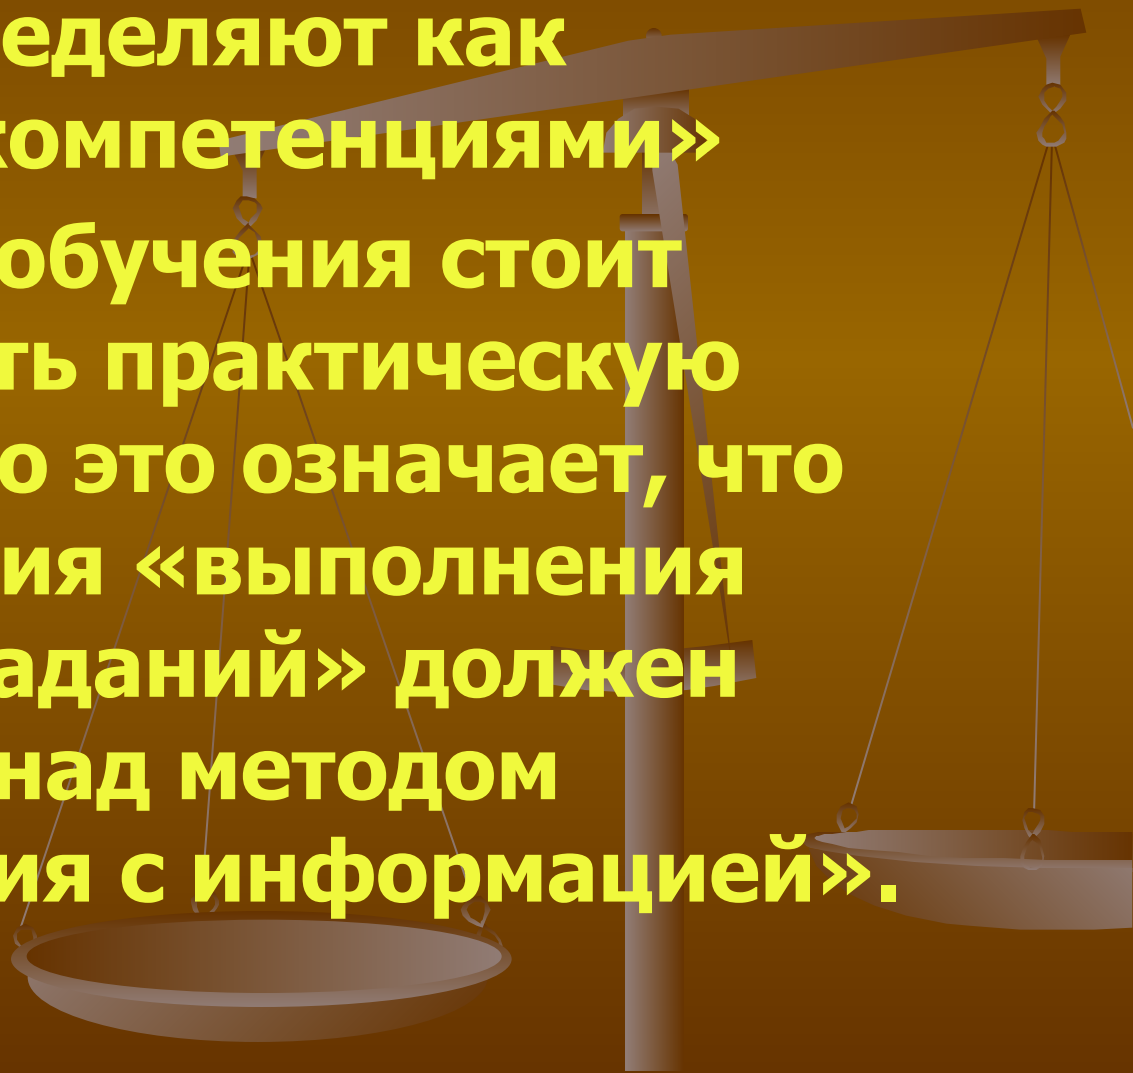 еделяют как
компетенциями»
обучения стоит
ть практическую
о это означает, что
ия «выполнения
аданий» должен
над методом
ия с информацией».